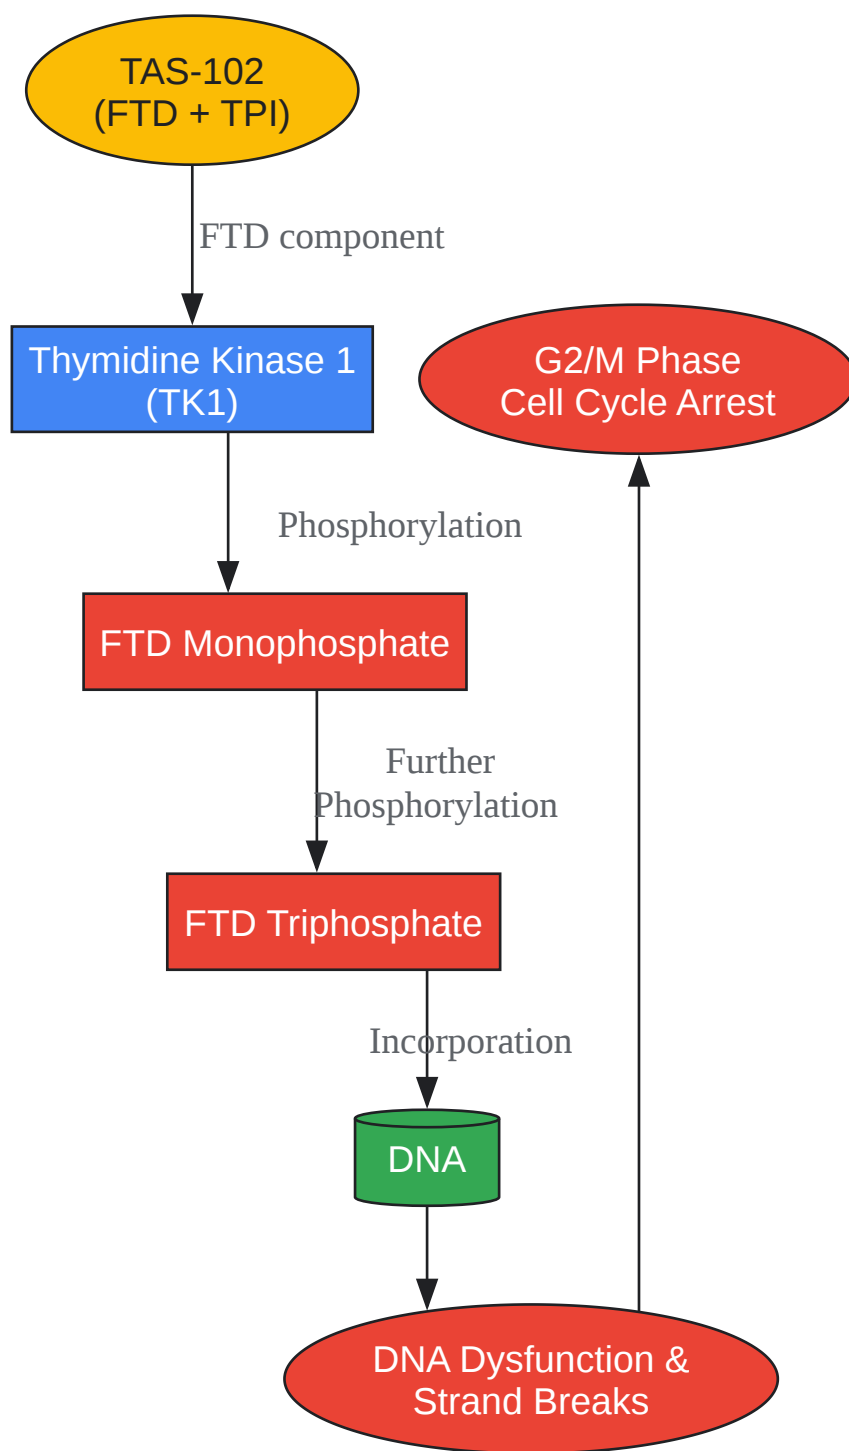 TAS-102
(FTD + TPI)
FTD component
Thymidine Kinase 1
(TK1)
G2/M Phase
Cell Cycle Arrest
Phosphorylation
FTD Monophosphate
Further
Phosphorylation
FTD Triphosphate
Incorporation
DNA
DNA Dysfunction &
Strand Breaks